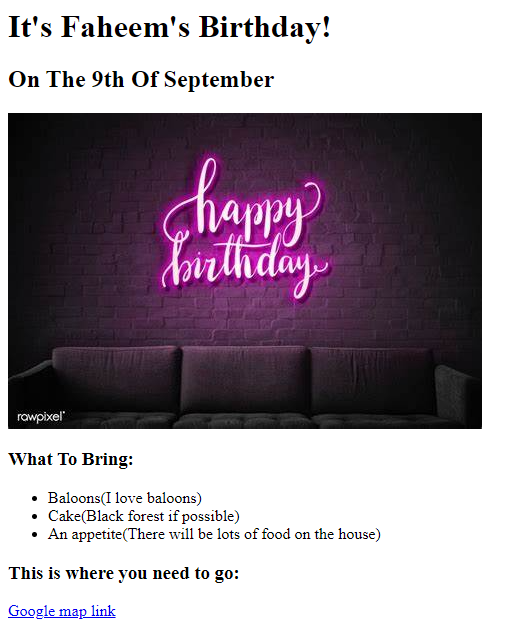 It's Faheem's Birthday!
On The 9th Of September
happy
birthday
rawpixel
What To Bring:
Baloons(I love baloons)
Cake(Black forest if possible)
An appetite(There will be lots of food on the house)
This is where you need to go:
Google map link